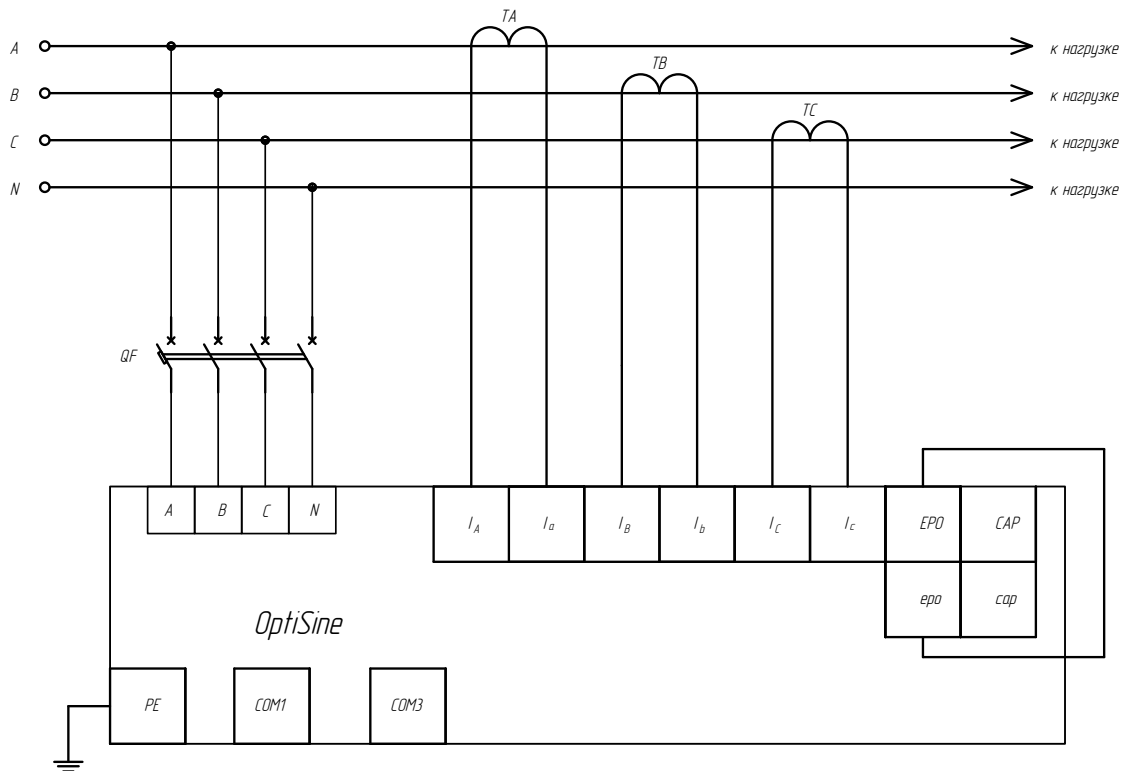 TA
A к нагрузке
TB
B к нагрузке
TC
C к нагрузке
N к нагрузке
QF
A B C N
I_A I_a I_B I_b I_C I_c EPO CAP
epo cap
OptiSine
PE COM1 COM3